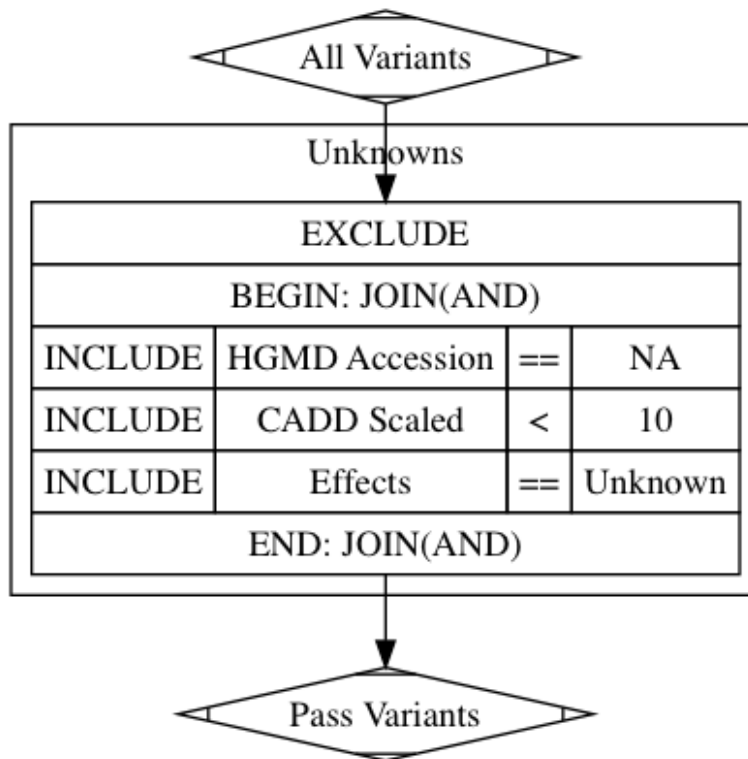 All Variants
Unknowns
EXCLUDE
BEGIN: JOIN(AND)
INCLUDE HGMD Accession == NA
INCLUDE CADD Scaled < 10
INCLUDE Effects == Unknown
END: JOIN(AND)
Pass Variants